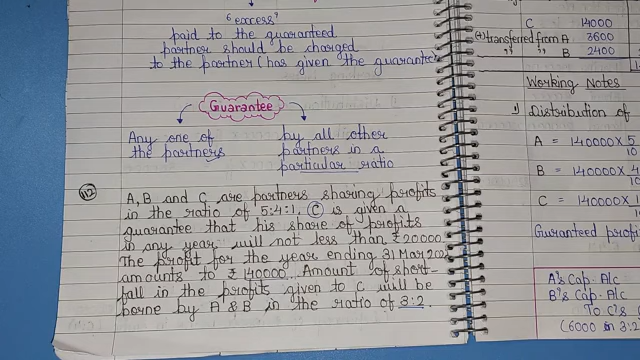 "excess"
paid to the guaranteed
partner should be charged
to the partner (has given the guarantee)
Guarantee
Any one of
the partners
by all other
partners in a
particular ratio
112
A, B and C are partners sharing profits
in the ratio of 5:4:1. C is given a
guarantee that his share of profits
in any year will not less than ₹20000.
The profit for the year ending 31 Mar 202
amounts to ₹140000. Amount of short-
fall in the profits given to C will be
borne by A & B in the ratio of 3:2.
C 14000
(+) transferred from A 3600
" " B 2400
Working Notes
1) Distribution of
A = 140000 × 5/10
B = 140000 × 4/10
C = 140000 × 1/10
Guranteed profi
A's Cap. A/c
B's Cap. A/c
To C's
(6000 in 3:2